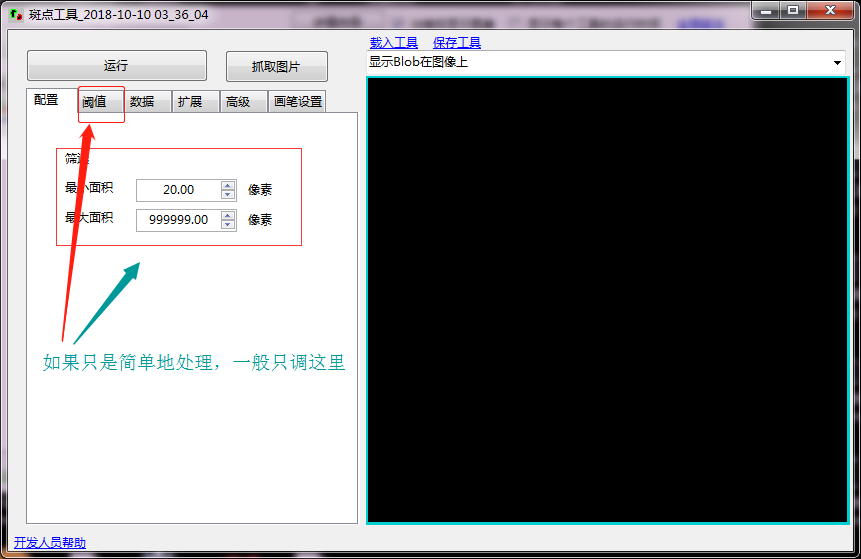 斑点工具_2018-10-10 03_36_04
载入工具 保存工具
运行 抓取图片
显示Blob在图像上
配置 阈值 数据 扩展 高级 画笔设置
筛选
最小面积 20.00 像素
最大面积 999999.00 像素
如果只是简单地处理，一般只调这里
开发人员帮助